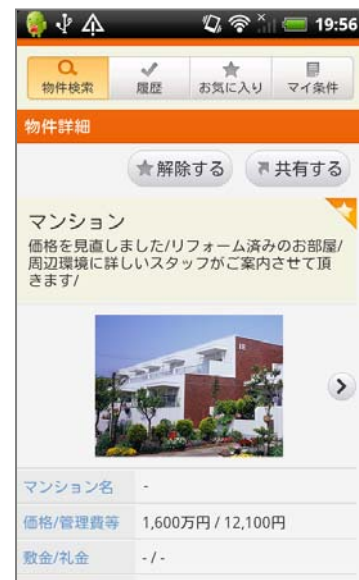 19:56
物件検索 履歴 お気に入り マイ条件
物件詳細
解除する 共有する
マンション
価格を見直しました/リフォーム済みのお部屋/
周辺環境に詳しいスタッフがご案内させて頂
きます/
マンション名 -
価格/管理費等 1,600万円 / 12,100円
敷金/礼金 - / -